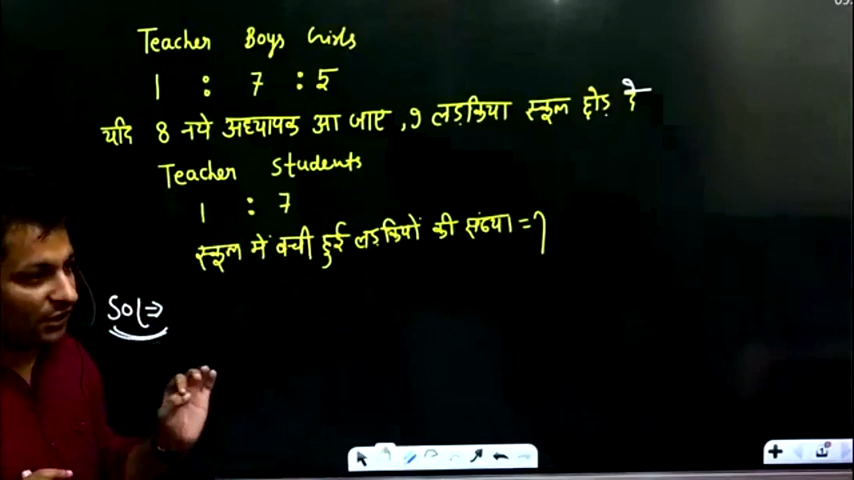 Teacher Boys Girls
1 : 7 : 5
यदि 8 नये अध्यापक आ जाए , 9 लड़किया स्कूल छोड़ दे
Teacher Students
1 : 7
स्कूल में बची हुई लड़कियों की संख्या = ?
Sol ⇒